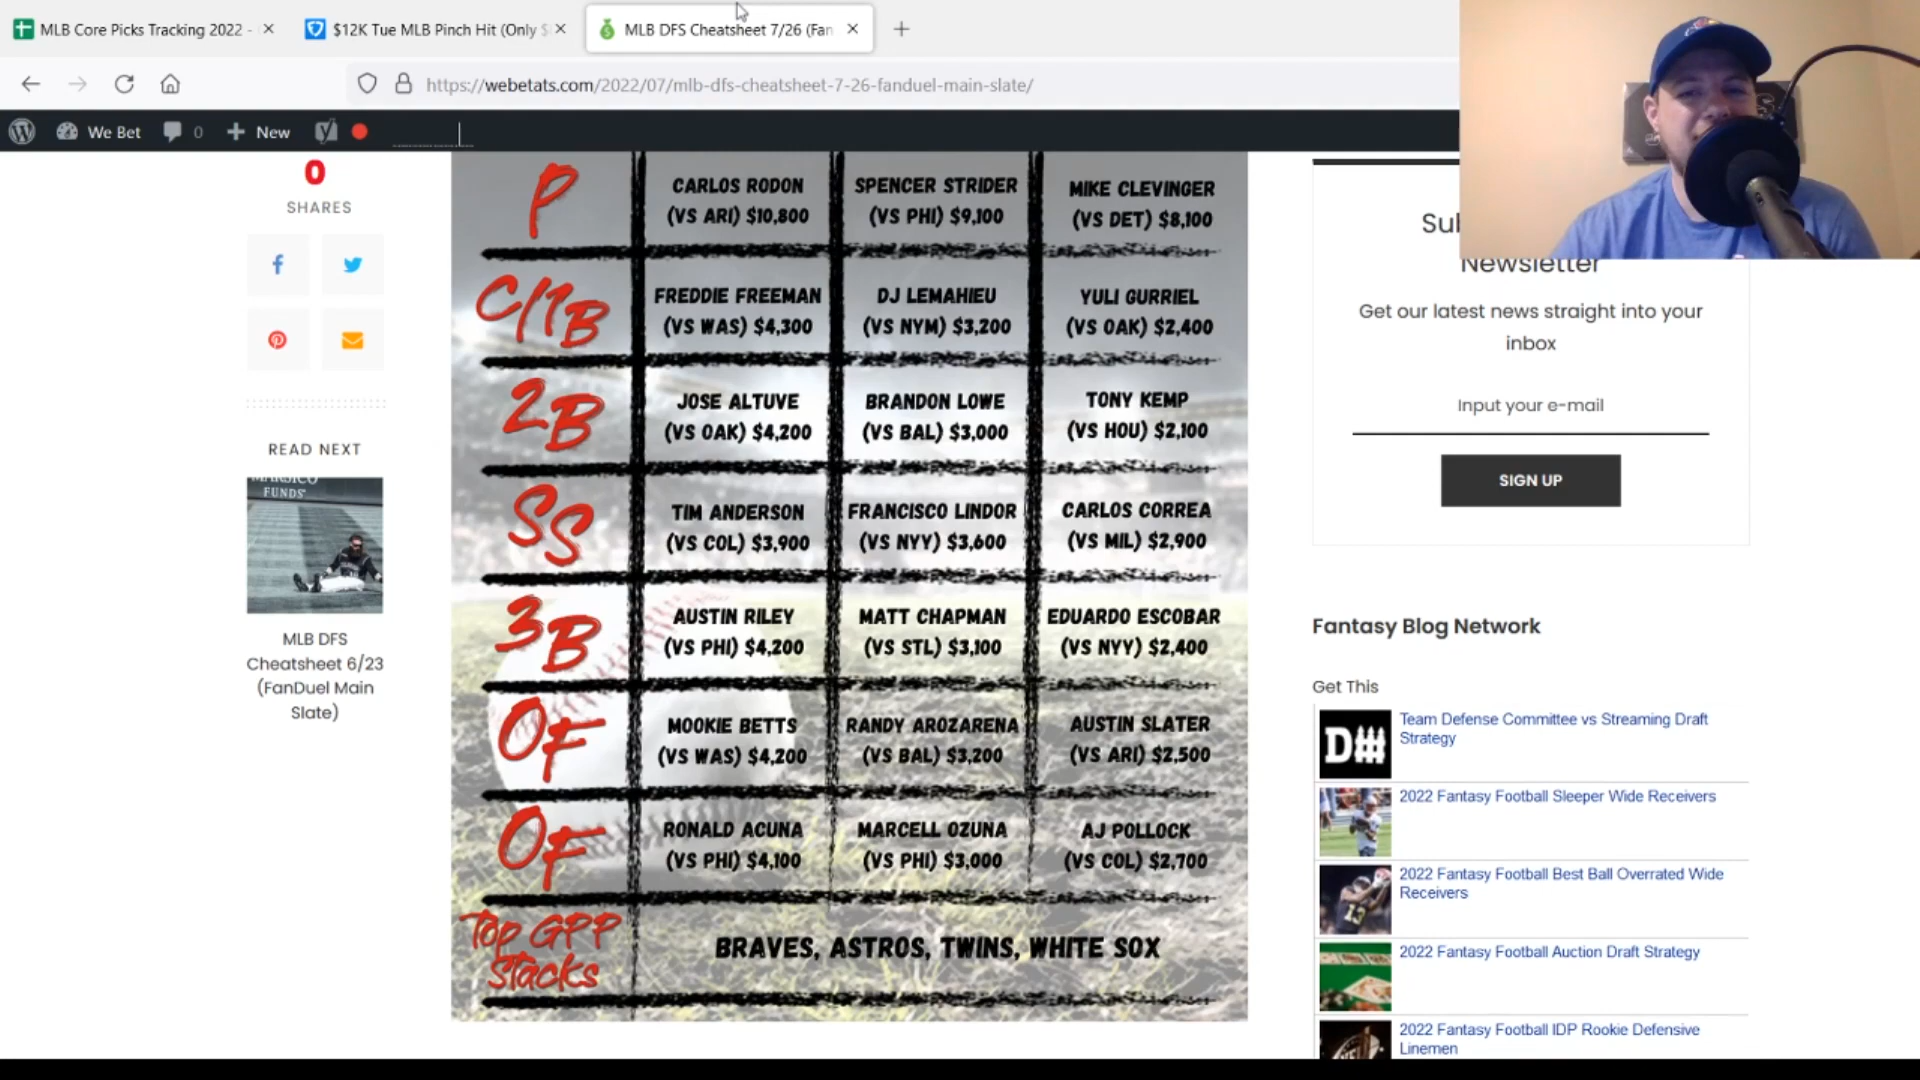 MLB Core Picks Tracking 2022 -
$12K Tue MLB Pinch Hit (Only $
MLB DFS Cheatsheet 7/26 (Fan
https://webetats.com/2022/07/mlb-dfs-cheatsheet-7-26-fanduel-main-slate/
We Bet
0
New
0
SHARES
READ NEXT
FUNDS
MLB DFS
Cheatsheet 6/23
(FanDuel Main
Slate)
P
CARLOS RODON
(VS ARI) $10,800
SPENCER STRIDER
(VS PHI) $9,100
MIKE CLEVINGER
(VS DET) $8,100
C/1B
FREDDIE FREEMAN
(VS WAS) $4,300
DJ LEMAHIEU
(VS NYM) $3,200
YULI GURRIEL
(VS OAK) $2,400
2B
JOSE ALTUVE
(VS OAK) $4,200
BRANDON LOWE
(VS BAL) $3,000
TONY KEMP
(VS HOU) $2,100
SS
TIM ANDERSON
(VS COL) $3,900
FRANCISCO LINDOR
(VS NYY) $3,600
CARLOS CORREA
(VS MIL) $2,900
3B
AUSTIN RILEY
(VS PHI) $4,200
MATT CHAPMAN
(VS STL) $3,100
EDUARDO ESCOBAR
(VS NYY) $2,400
OF
MOOKIE BETTS
(VS WAS) $4,200
RANDY AROZARENA
(VS BAL) $3,200
AUSTIN SLATER
(VS ARI) $2,500
OF
RONALD ACUNA
(VS PHI) $4,100
MARCELL OZUNA
(VS PHI) $3,000
AJ POLLOCK
(VS COL) $2,700
Top GPP
Stacks
BRAVES, ASTROS, TWINS, WHITE SOX
Newsletter
Get our latest news straight into your
inbox
Input your e-mail
SIGN UP
Fantasy Blog Network
Get This
D##
Team Defense Committee vs Streaming Draft
Strategy
2022 Fantasy Football Sleeper Wide Receivers
2022 Fantasy Football Best Ball Overrated Wide
Receivers
13
2022 Fantasy Football Auction Draft Strategy
2022 Fantasy Football IDP Rookie Defensive
Linemen